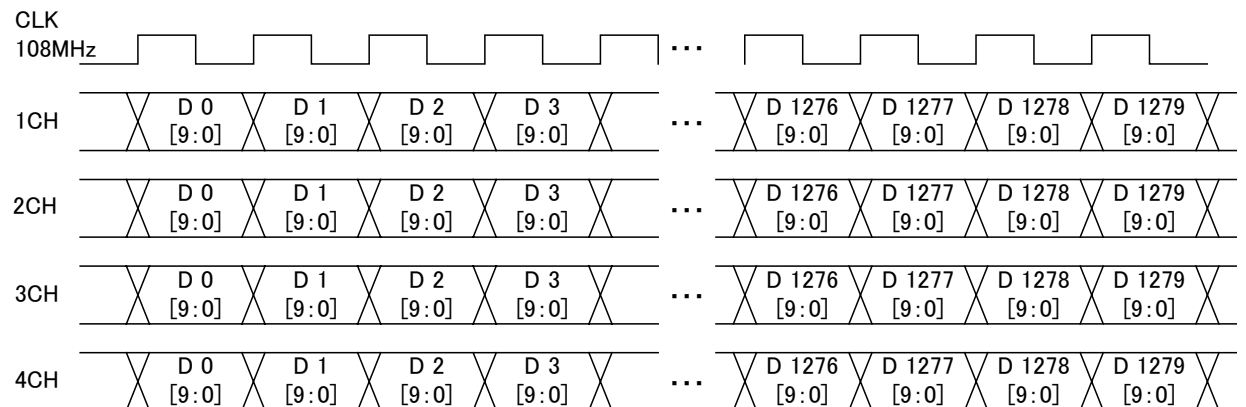 CLK
108MHz ...
1CH D 0 D 1 D 2 D 3 ... D 1276 D 1277 D 1278 D 1279
[9:0] [9:0] [9:0] [9:0] [9:0] [9:0] [9:0] [9:0]
2CH D 0 D 1 D 2 D 3 ... D 1276 D 1277 D 1278 D 1279
[9:0] [9:0] [9:0] [9:0] [9:0] [9:0] [9:0] [9:0]
3CH D 0 D 1 D 2 D 3 ... D 1276 D 1277 D 1278 D 1279
[9:0] [9:0] [9:0] [9:0] [9:0] [9:0] [9:0] [9:0]
4CH D 0 D 1 D 2 D 3 ... D 1276 D 1277 D 1278 D 1279
[9:0] [9:0] [9:0] [9:0] [9:0] [9:0] [9:0] [9:0]